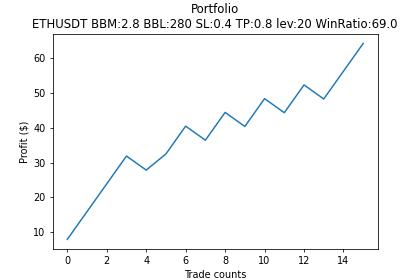 Portfolio
ETHUSDT BBM:2.8 BBL:280 SL:0.4 TP:0.8 lev:20 WinRatio:69.0
Profit ($)
60
50
40
30
20
10
0 2 4 6 8 10 12 14
Trade counts